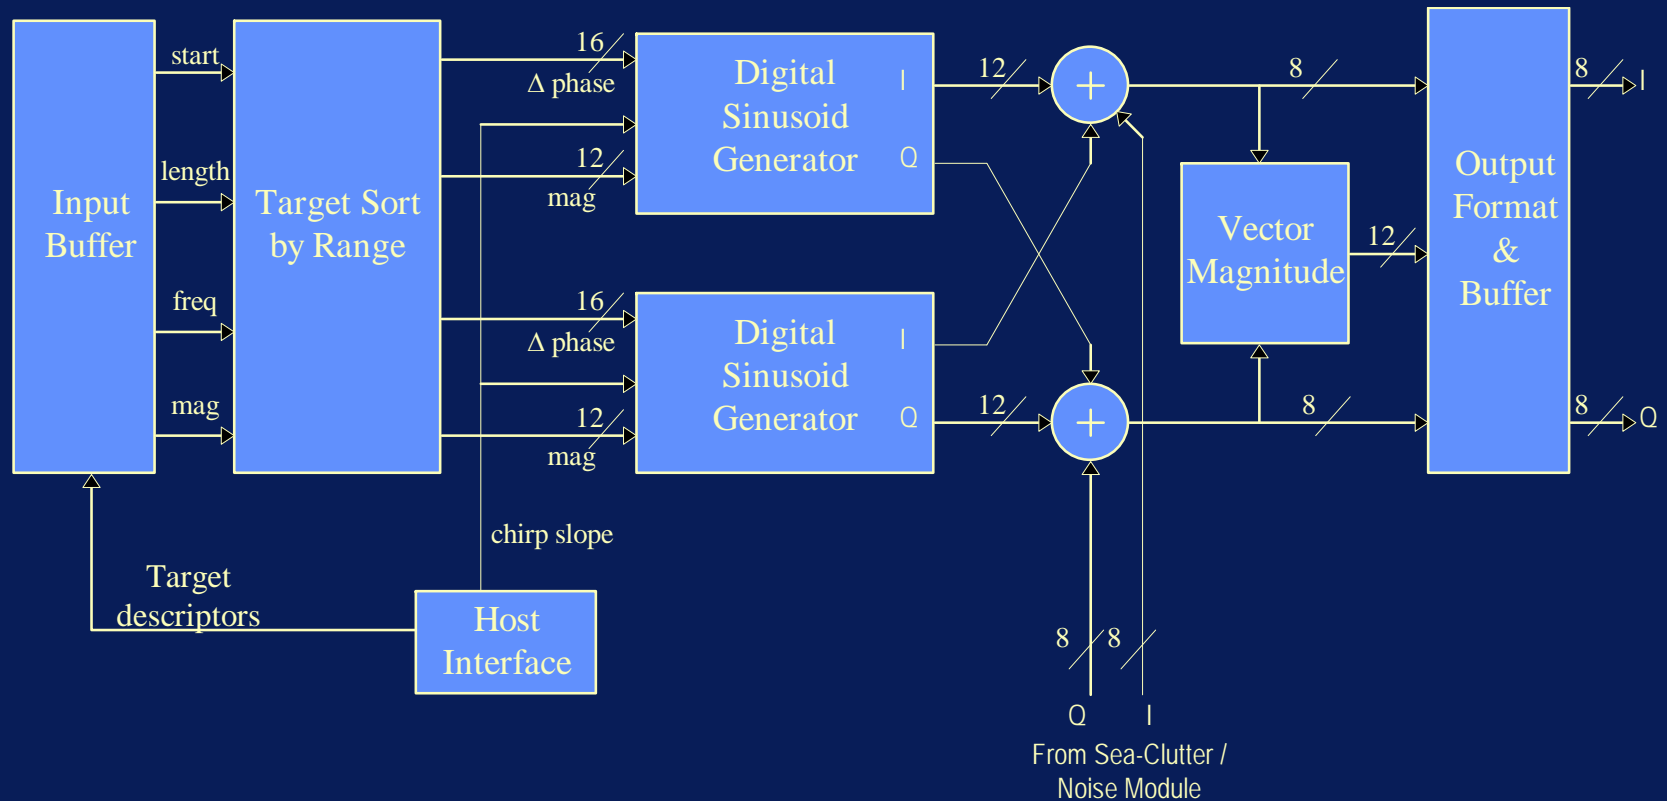 Input
Buffer
start
length
freq
mag
Target Sort
by Range
16
Δ phase
12
mag
16
Δ phase
12
mag
Digital
Sinusoid
Generator
I
Q
Digital
Sinusoid
Generator
I
Q
12
12
+
+
8
8
Vector
Magnitude
12
Output
Format
&
Buffer
8
I
8
Q
chirp slope
Target
descriptors
Host
Interface
8
8
Q
I
From Sea-Clutter /
Noise Module